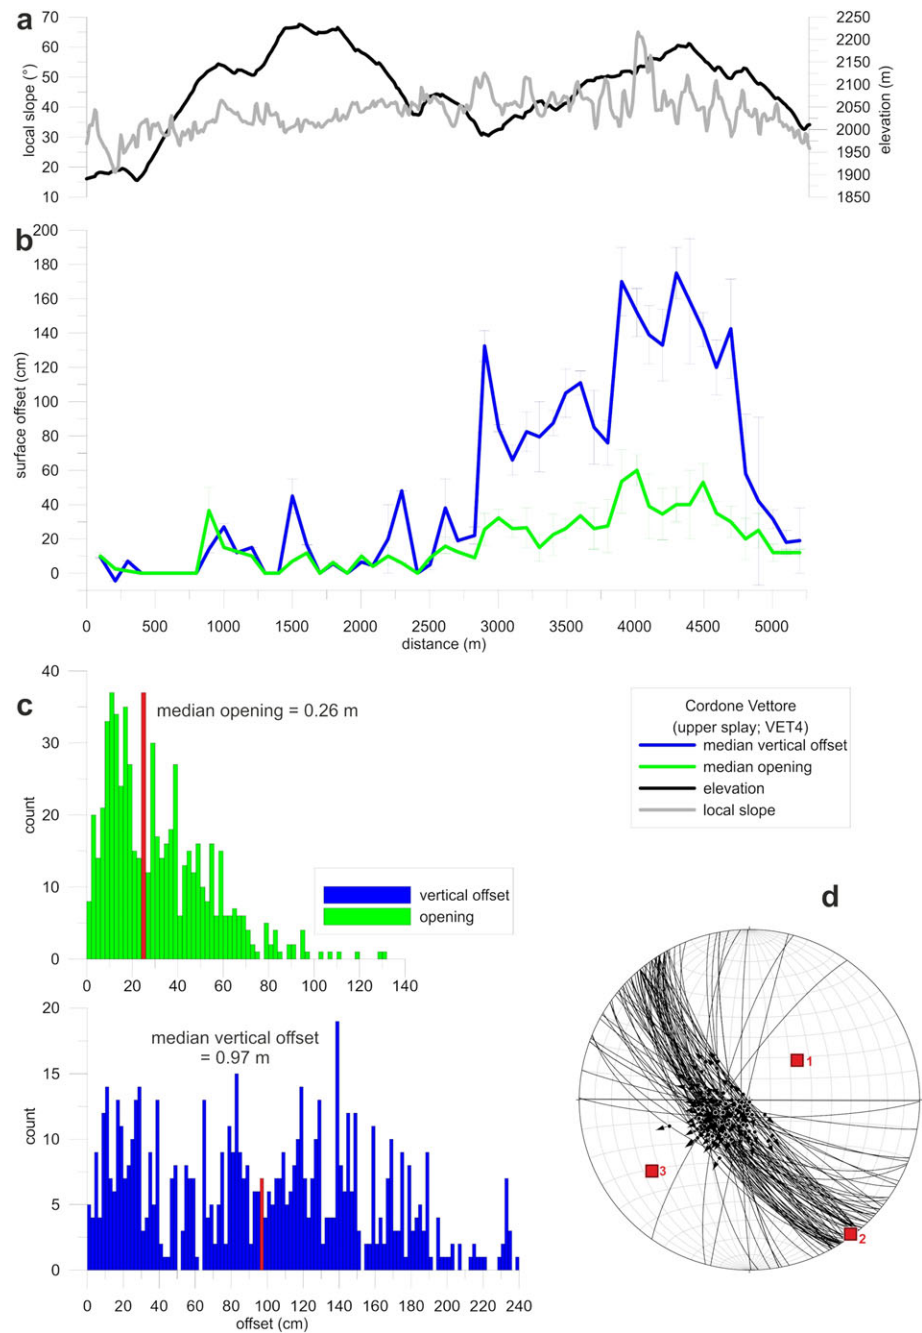 a
70
60
50
40
30
20
10
local slope (°)
2250
2200
2150
2100
2050
2000
1950
1900
1850
elevation (m)
b
200
180
160
140
120
100
80
60
40
20
0
surface offset (cm)
0 500 1000 1500 2000 2500 3000 3500 4000 4500 5000
distance (m)
c
40
30
20
10
0
count
median opening = 0.26 m
0 20 40 60 80 100 120 140
vertical offset
opening
Cordone Vettore
(upper splay; VET4)
median vertical offset
median opening
elevation
local slope
20
15
10
5
0
count
median vertical offset
= 0.97 m
0 20 40 60 80 100 120 140 160 180 200 220 240
offset (cm)
d
1
3
2